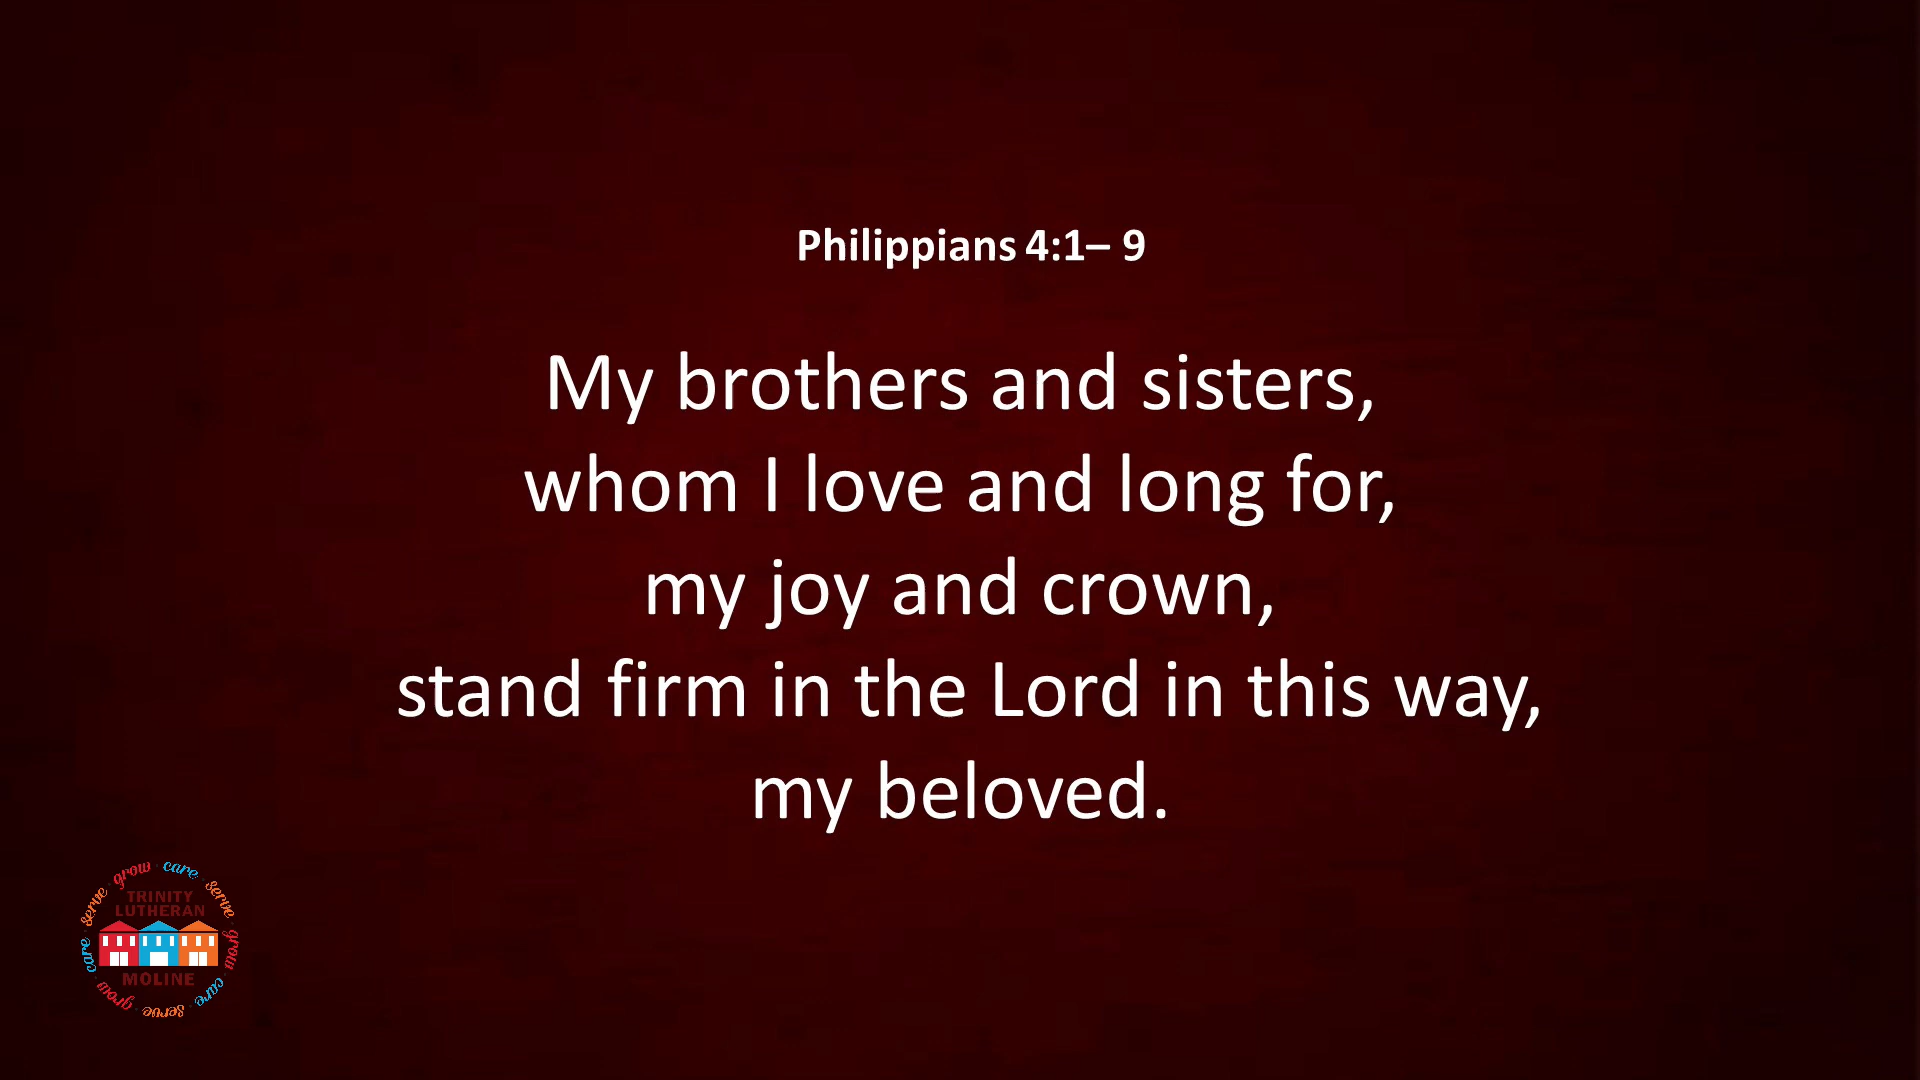 Philippians 4:1– 9
My brothers and sisters,
whom I love and long for,
my joy and crown,
stand firm in the Lord in this way,
my beloved.
serve · grow · care · serve · grow · care · serve · grow · care
TRINITY
LUTHERAN
MOLINE